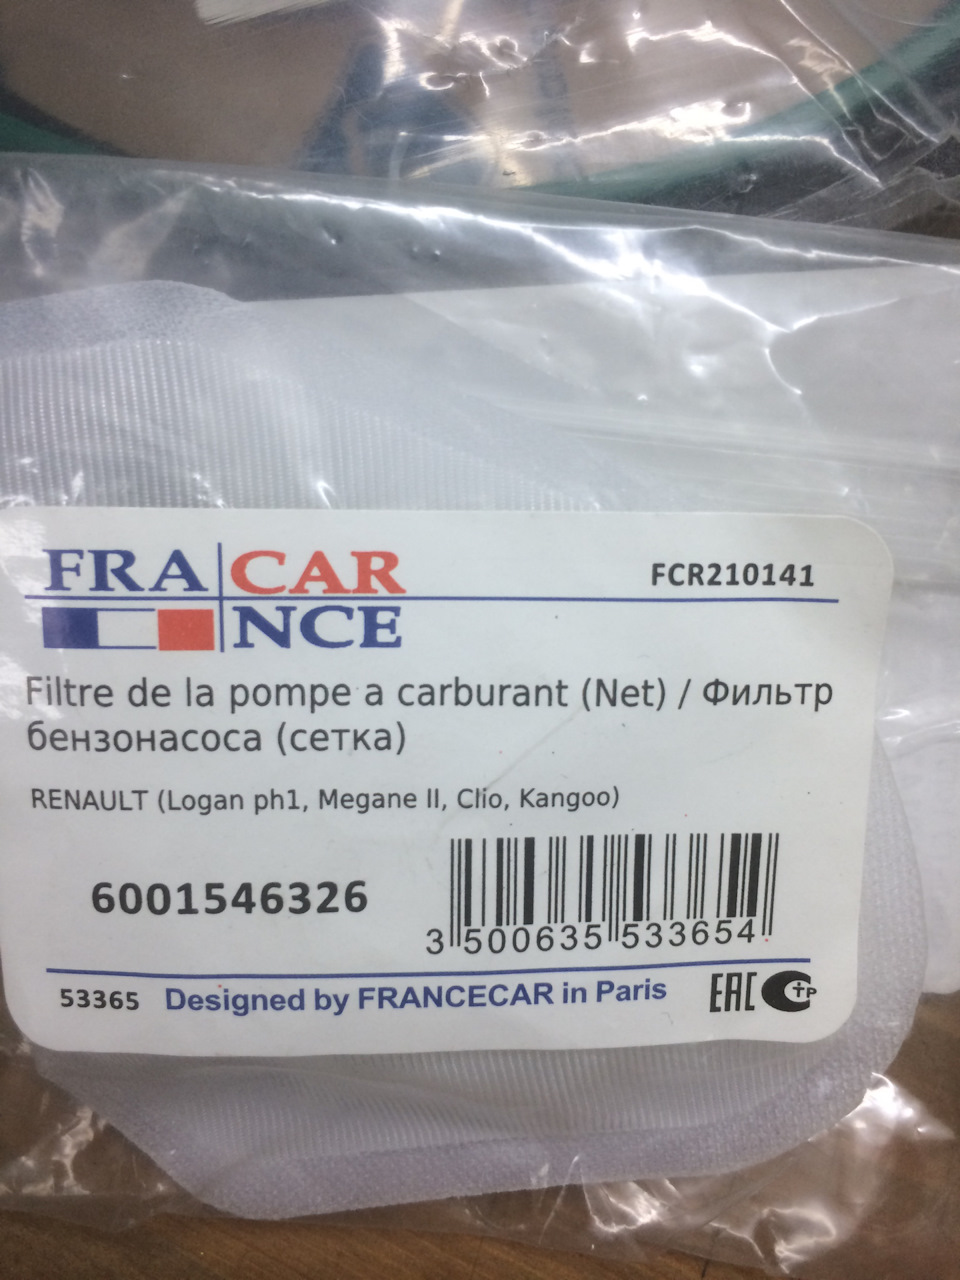 FRA CAR
NCE
FCR210141
Filtre de la pompe a carburant (Net) / Фильтр
бензонасоса (сетка)
RENAULT (Logan ph1, Megane II, Clio, Kangoo)
6001546326
3 500635 533654
53365 Designed by FRANCECAR in Paris EAC TP